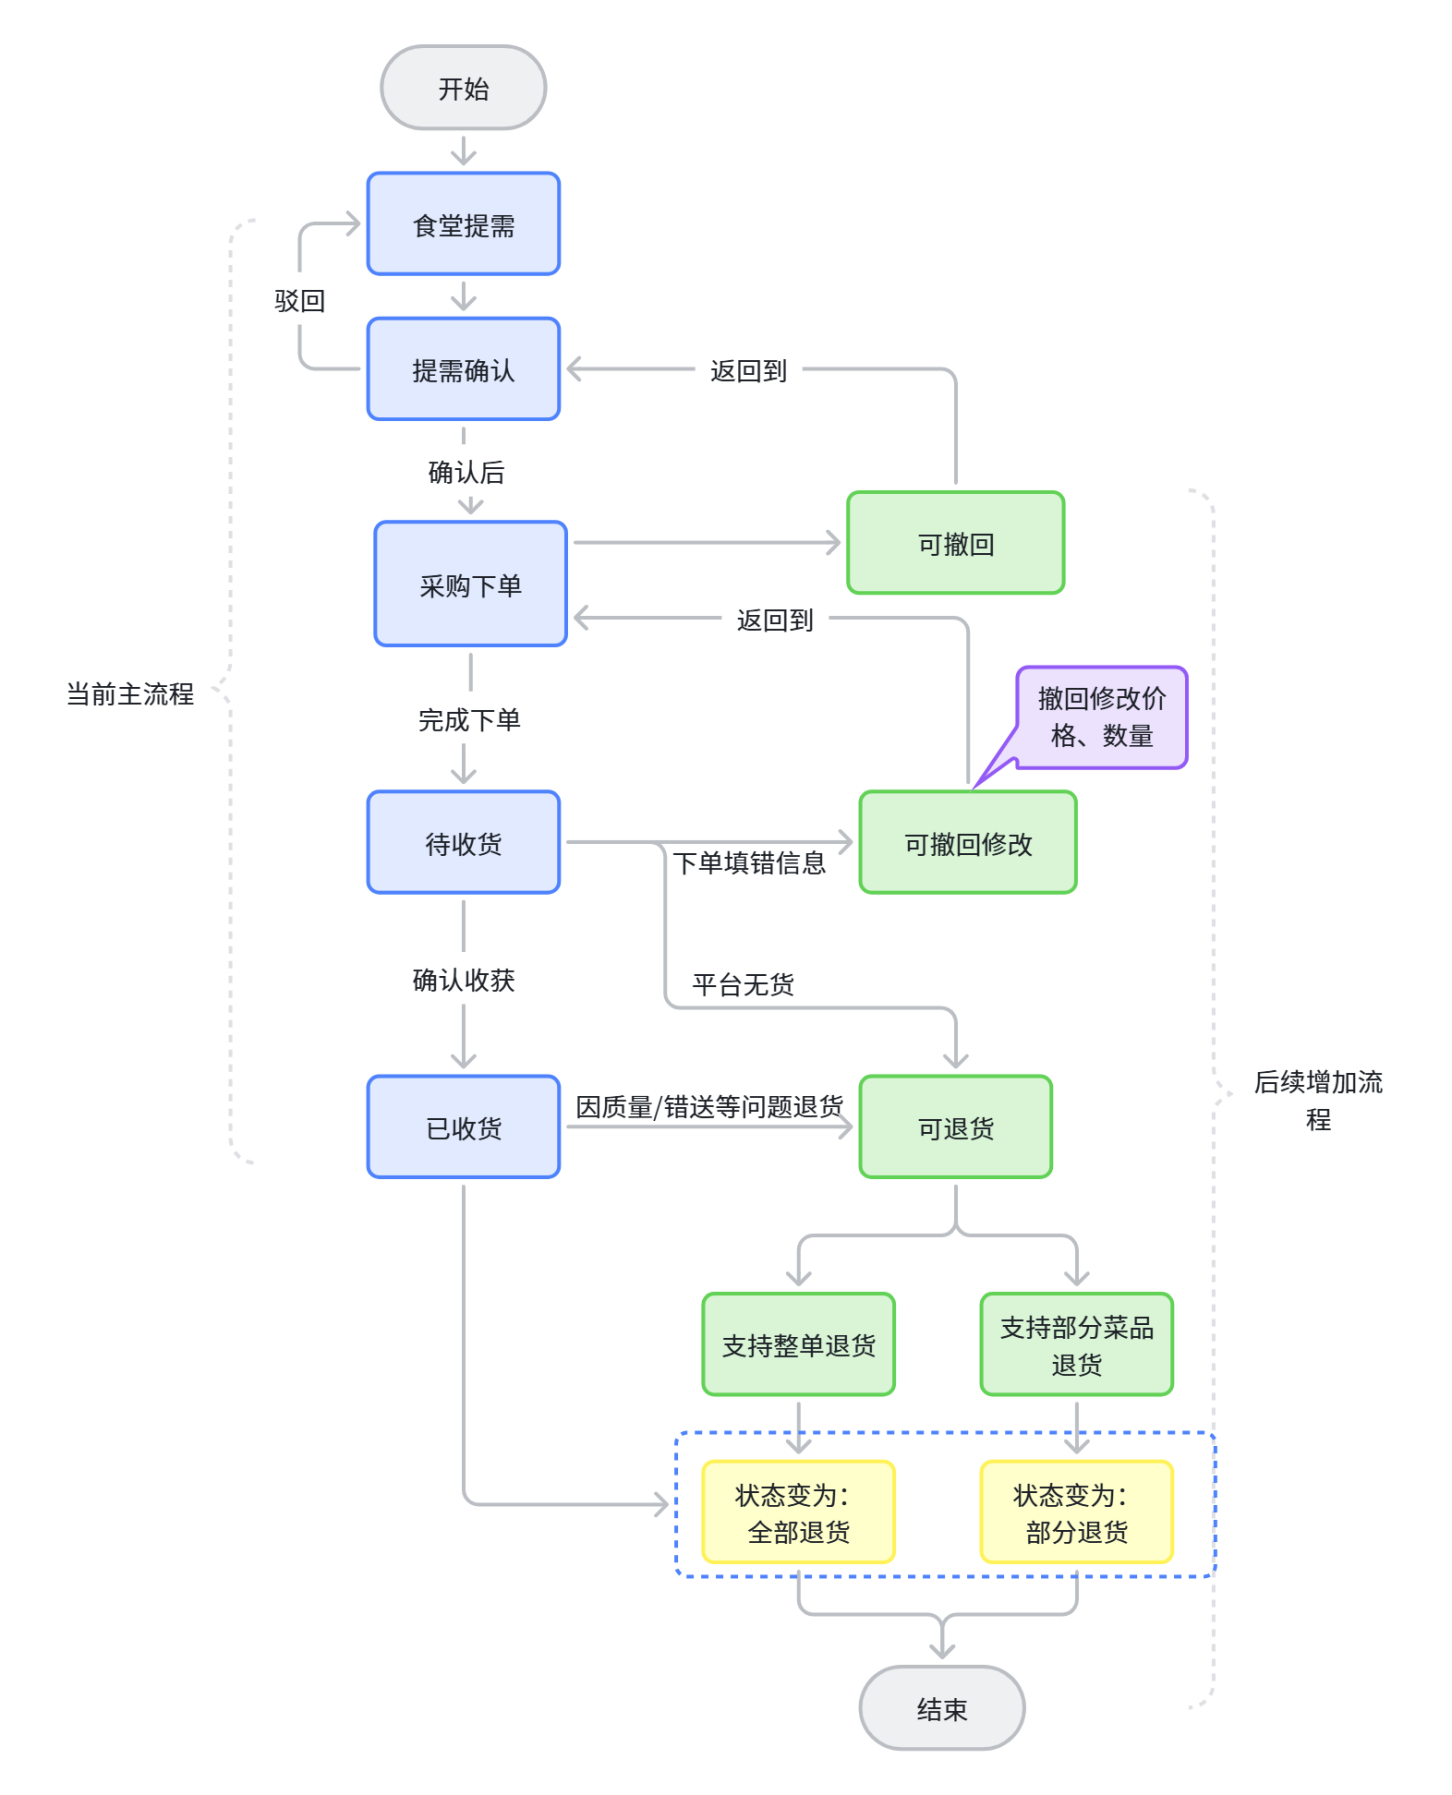 开始
食堂提需
驳回
提需确认
返回到
确认后
可撤回
采购下单
返回到
撤回修改价
格、数量
当前主流程
完成下单
待收货
下单填错信息
可撤回修改
确认收获
平台无货
后续增加流
程
因质量/错送等问题退货
已收货
可退货
支持整单退货
支持部分菜品
退货
状态变为：
全部退货
状态变为：
部分退货
结束